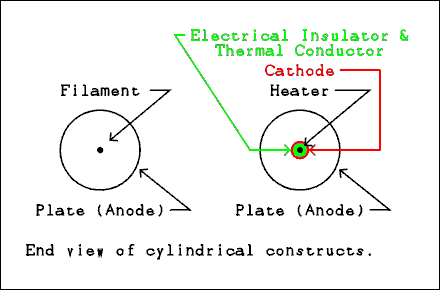 Electrical Insulator &
Thermal Conductor
Cathode
Filament
Heater
Plate (Anode)
Plate (Anode)
End view of cylindrical constructs.